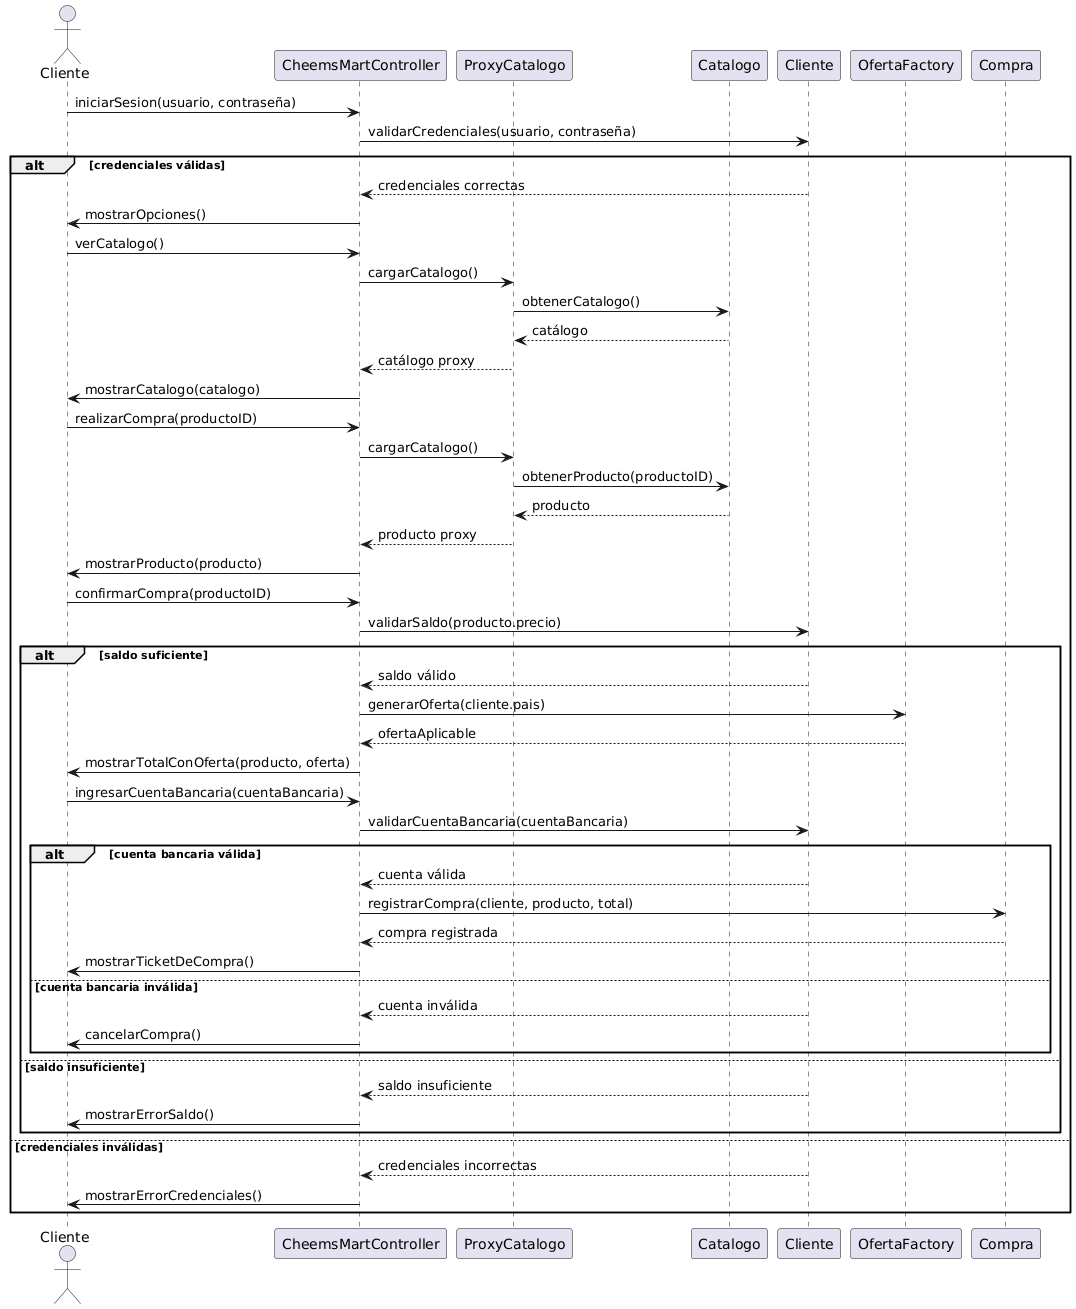 Cliente
CheemsMartController
ProxyCatalogo
Catalogo
Cliente
OfertaFactory
Compra
iniciarSesion(usuario, contraseña)
validarCredenciales(usuario, contraseña)
alt [credenciales válidas]
credenciales correctas
mostrarOpciones()
verCatalogo()
cargarCatalogo()
obtenerCatalogo()
catálogo
catálogo proxy
mostrarCatalogo(catalogo)
realizarCompra(productoID)
cargarCatalogo()
obtenerProducto(productoID)
producto
producto proxy
mostrarProducto(producto)
confirmarCompra(productoID)
validarSaldo(producto.precio)
alt [saldo suficiente]
saldo válido
generarOferta(cliente.pais)
ofertaAplicable
mostrarTotalConOferta(producto, oferta)
ingresarCuentaBancaria(cuentaBancaria)
validarCuentaBancaria(cuentaBancaria)
alt [cuenta bancaria válida]
cuenta válida
registrarCompra(cliente, producto, total)
compra registrada
mostrarTicketDeCompra()
[cuenta bancaria inválida]
cuenta inválida
cancelarCompra()
[saldo insuficiente]
saldo insuficiente
mostrarErrorSaldo()
[credenciales inválidas]
credenciales incorrectas
mostrarErrorCredenciales()
Cliente
CheemsMartController
ProxyCatalogo
Catalogo
Cliente
OfertaFactory
Compra